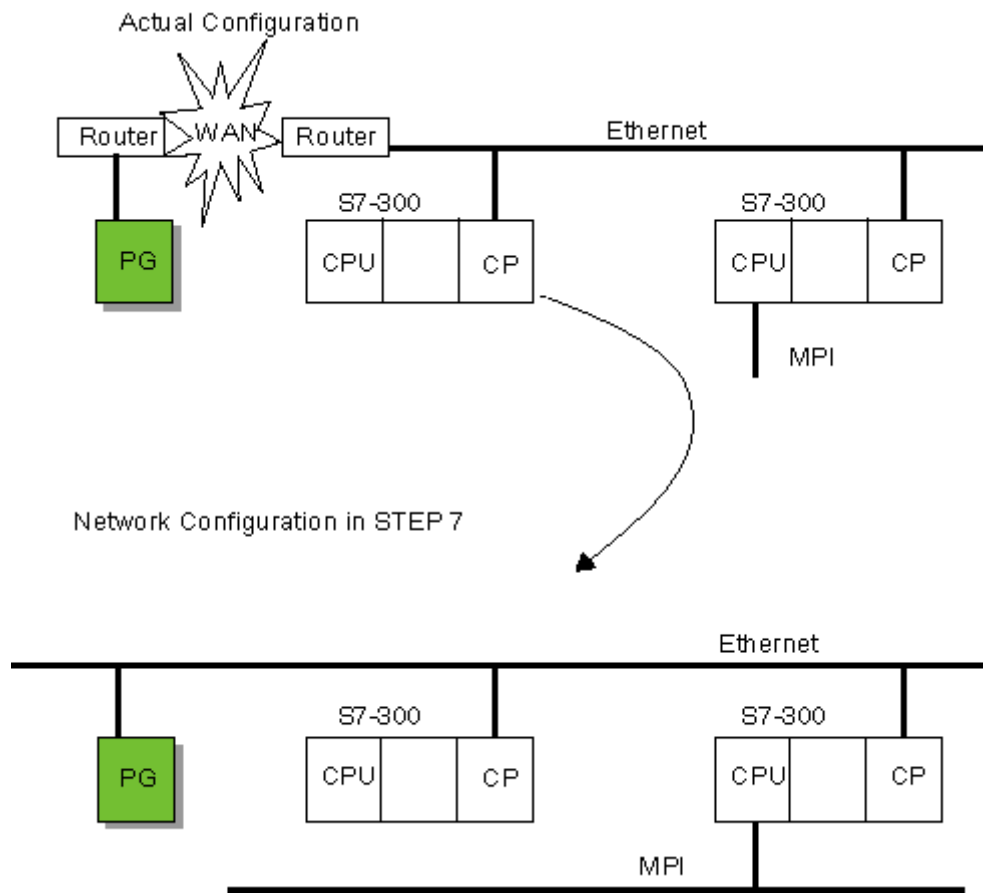 Actual Configuration
Router
WAN
Router
Ethernet
S7-300
S7-300
PG
CPU
CP
CPU
CP
MPI
Network Configuration in STEP 7
Ethernet
S7-300
S7-300
PG
CPU
CP
CPU
CP
MPI